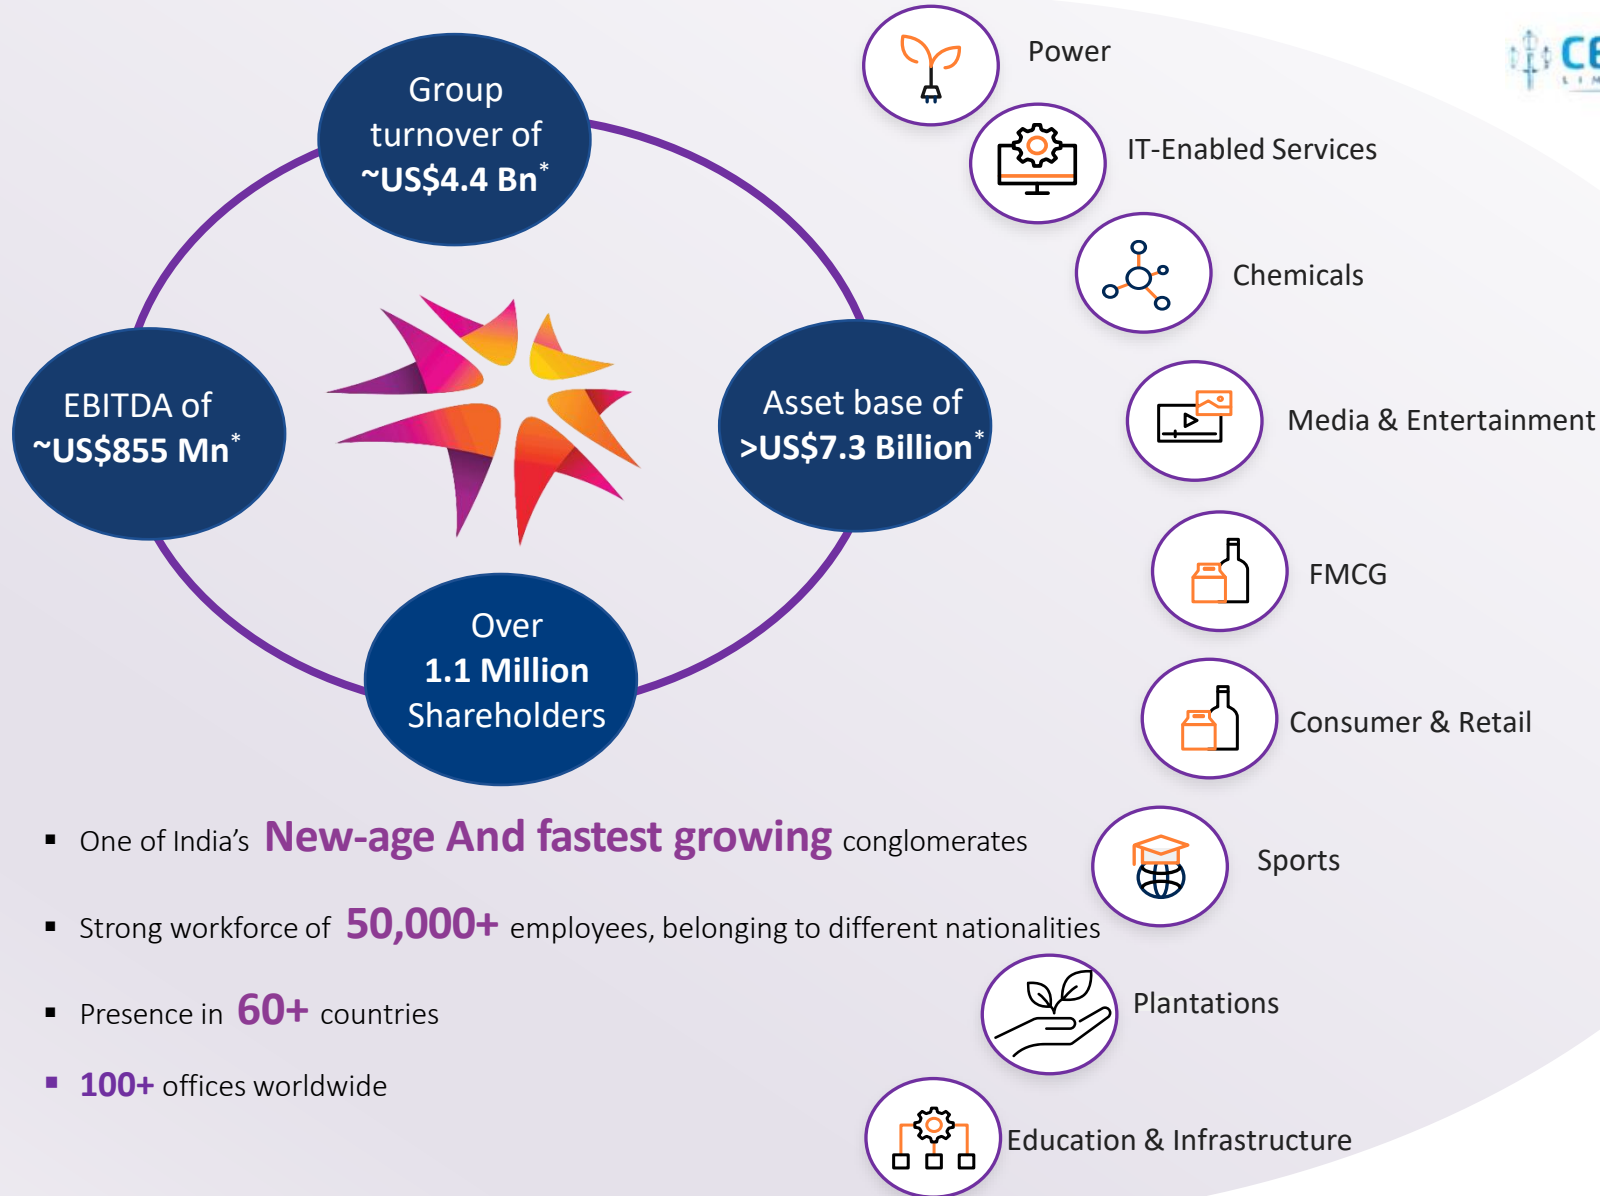 Group
turnover of
~US$4.4 Bn*
EBITDA of
~US$855 Mn*
Asset base of
>US$7.3 Billion*
Over
1.1 Million
Shareholders
▪ One of India’s New-age And fastest growing conglomerates
▪ Strong workforce of 50,000+ employees, belonging to different nationalities
▪ Presence in 60+ countries
▪ 100+ offices worldwide
Power
IT-Enabled Services
Chemicals
Media & Entertainment
FMCG
Consumer & Retail
Sports
Plantations
Education & Infrastructure